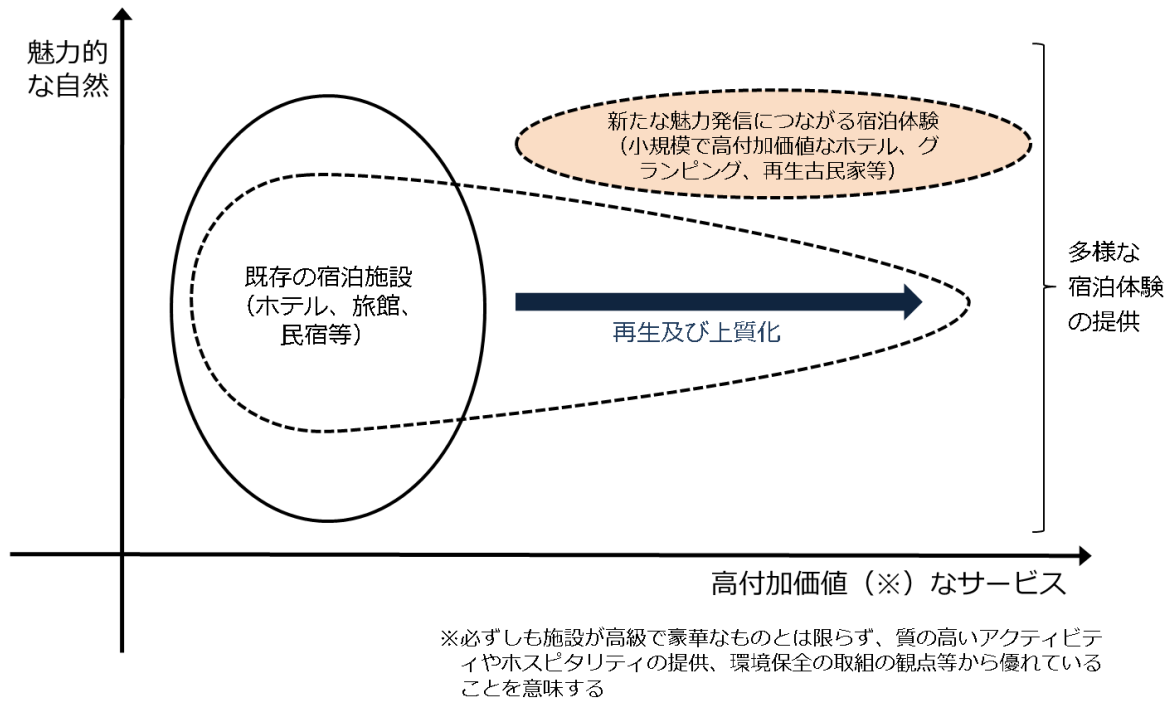 魅力的
な自然
新たな魅力発信につながる宿泊体験
（小規模で高付加価値なホテル、グ
ランピング、再生古民家等）
既存の宿泊施設
（ホテル、旅館、
民宿等）
再生及び上質化
多様な
宿泊体験
の提供
高付加価値（※）なサービス
※必ずしも施設が高級で豪華なものとは限らず、質の高いアクティビテ
ィやホスピタリティの提供、環境保全の取組の観点等から優れている
ことを意味する